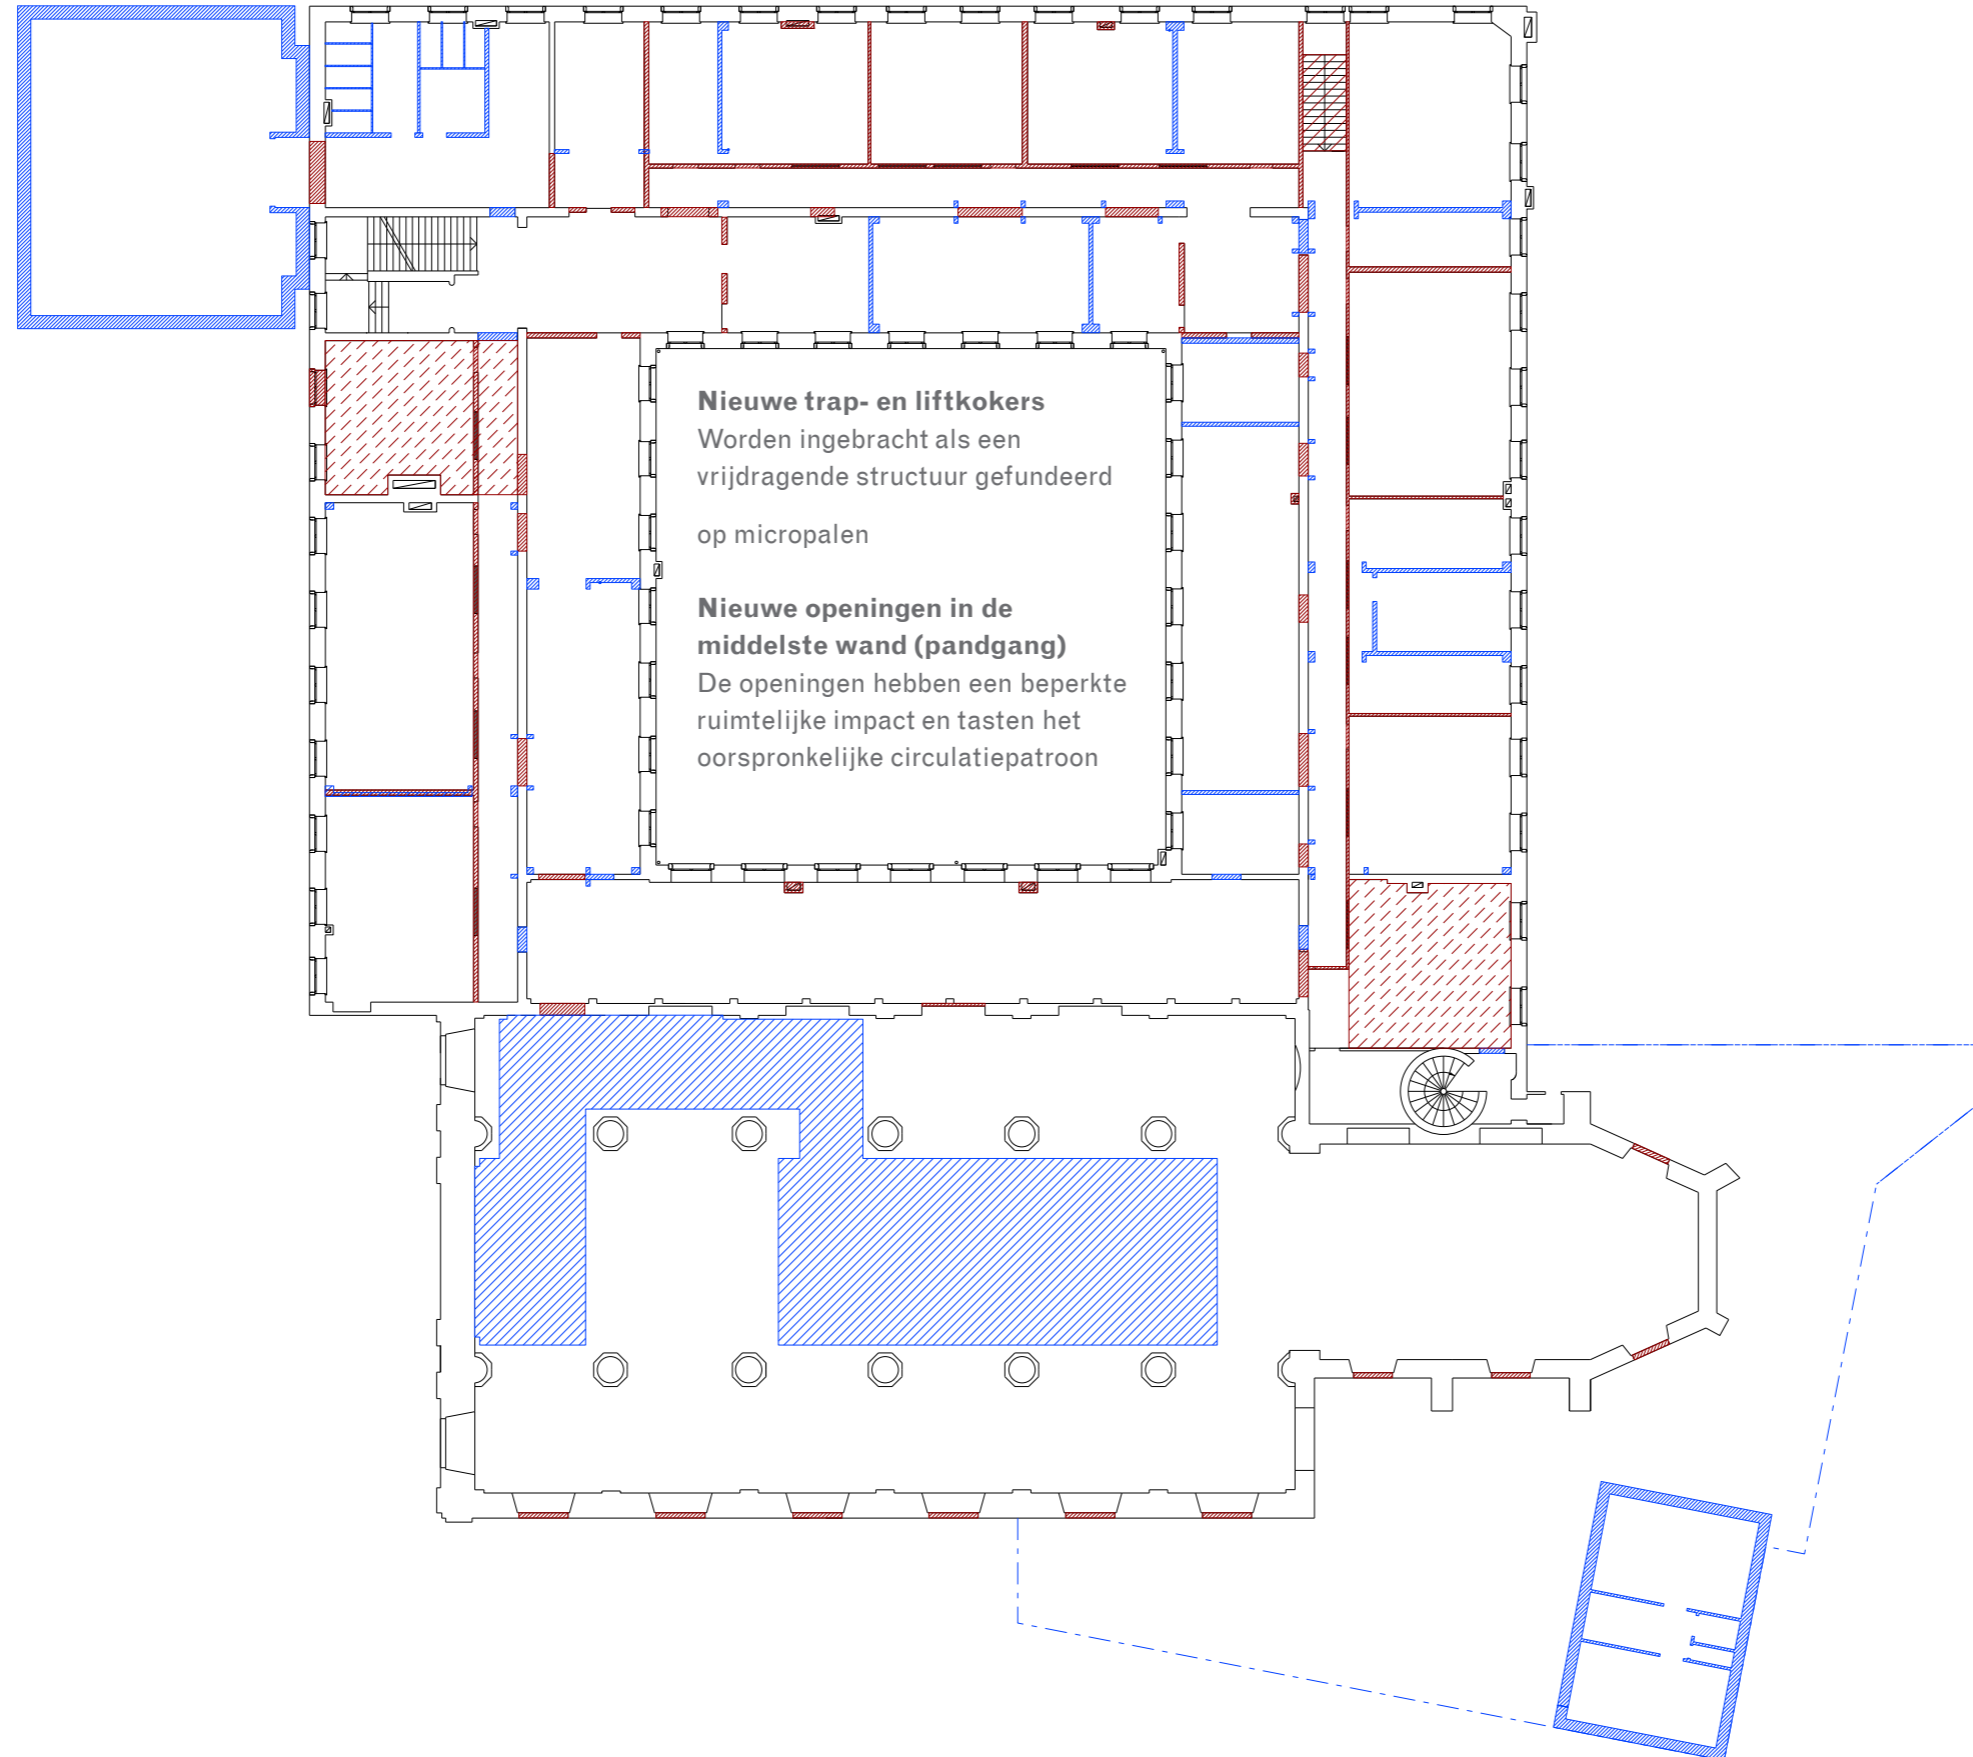 Nieuwe trap- en liftkokers
Worden ingebracht als een
vrijdragende structuur gefundeerd
op micropalen
Nieuwe openingen in de
middelste wand (pandgang)
De openingen hebben een beperkte
ruimtelijke impact en tasten het
oorspronkelijke circulatiepatroon